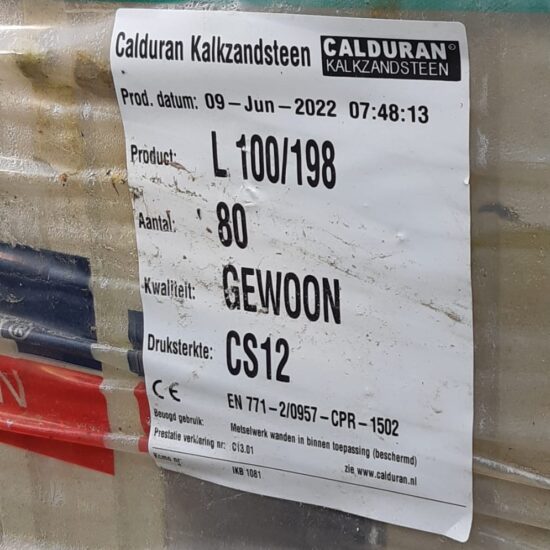 Calduran Kalkzandsteen CALDURAN©
KALKZANDSTEEN
Prod. datum: 09-Jun-2022 07:48:13
Product: L 100/198
Aantal: 80
Kwaliteit: GEWOON
Druksterkte: CS12
CE EN 771-2/0957-CPR-1502
Beoogd gebruik: Metselwerk wanden in binnen toepassing (beschermd)
Prestatie verklaring nr: C13.01
zie www.calduran.nl
Komo nr: IKB 1081
N